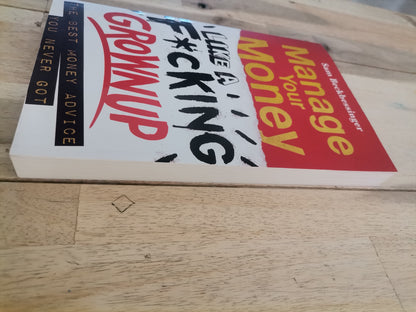 Sam Beckbessinger
Manage
Your
Money
LIKE A
F*CKING
GROWNUP
THE BEST MONEY ADVICE
YOU NEVER GOT